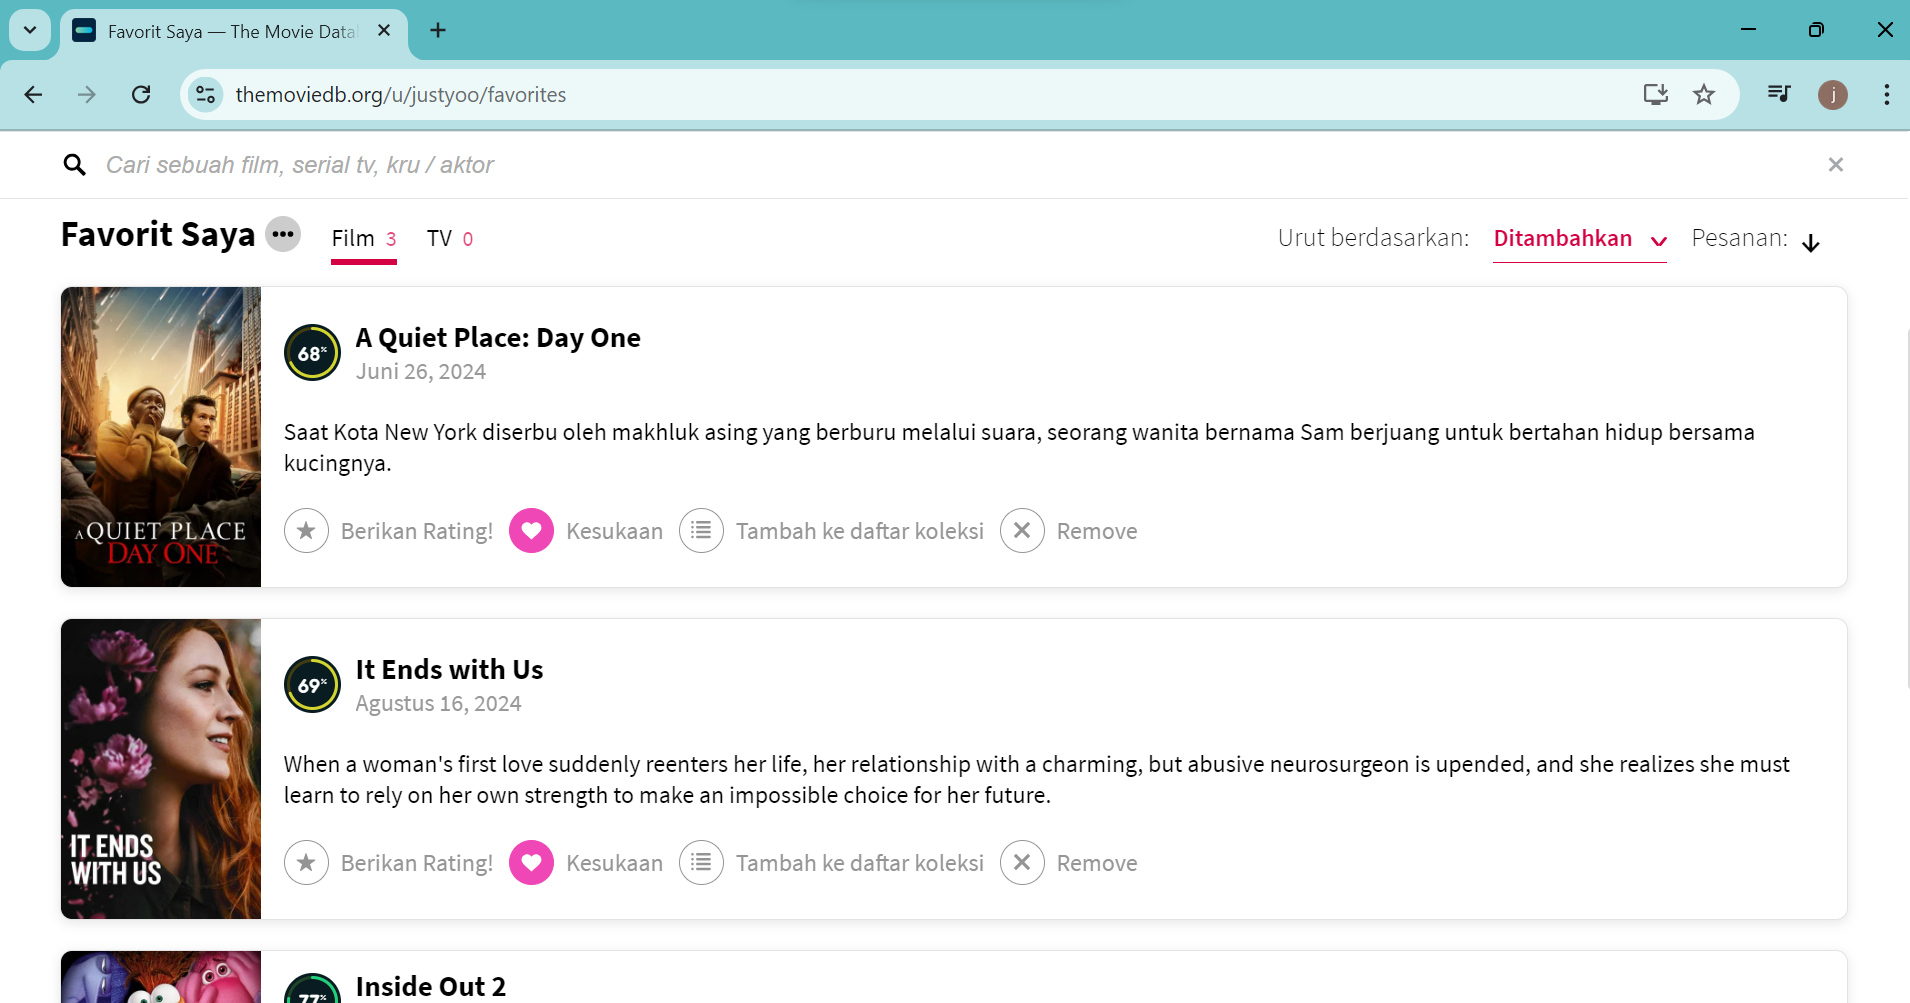 Favorit Saya — The Movie Data
themoviedb.org/u/justyoo/favorites
j
Cari sebuah film, serial tv, kru / aktor
Favorit Saya
Film 3
TV 0
Urut berdasarkan: Ditambahkan
Pesanan:
A QUIET PLACE
DAY ONE
68%
A Quiet Place: Day One
Juni 26, 2024
Saat Kota New York diserbu oleh makhluk asing yang berburu melalui suara, seorang wanita bernama Sam berjuang untuk bertahan hidup bersama
kucingnya.
Berikan Rating! Kesukaan Tambah ke daftar koleksi Remove
IT ENDS
WITH US
69%
It Ends with Us
Agustus 16, 2024
When a woman's first love suddenly reenters her life, her relationship with a charming, but abusive neurosurgeon is upended, and she realizes she must
learn to rely on her own strength to make an impossible choice for her future.
Berikan Rating! Kesukaan Tambah ke daftar koleksi Remove
77%
Inside Out 2